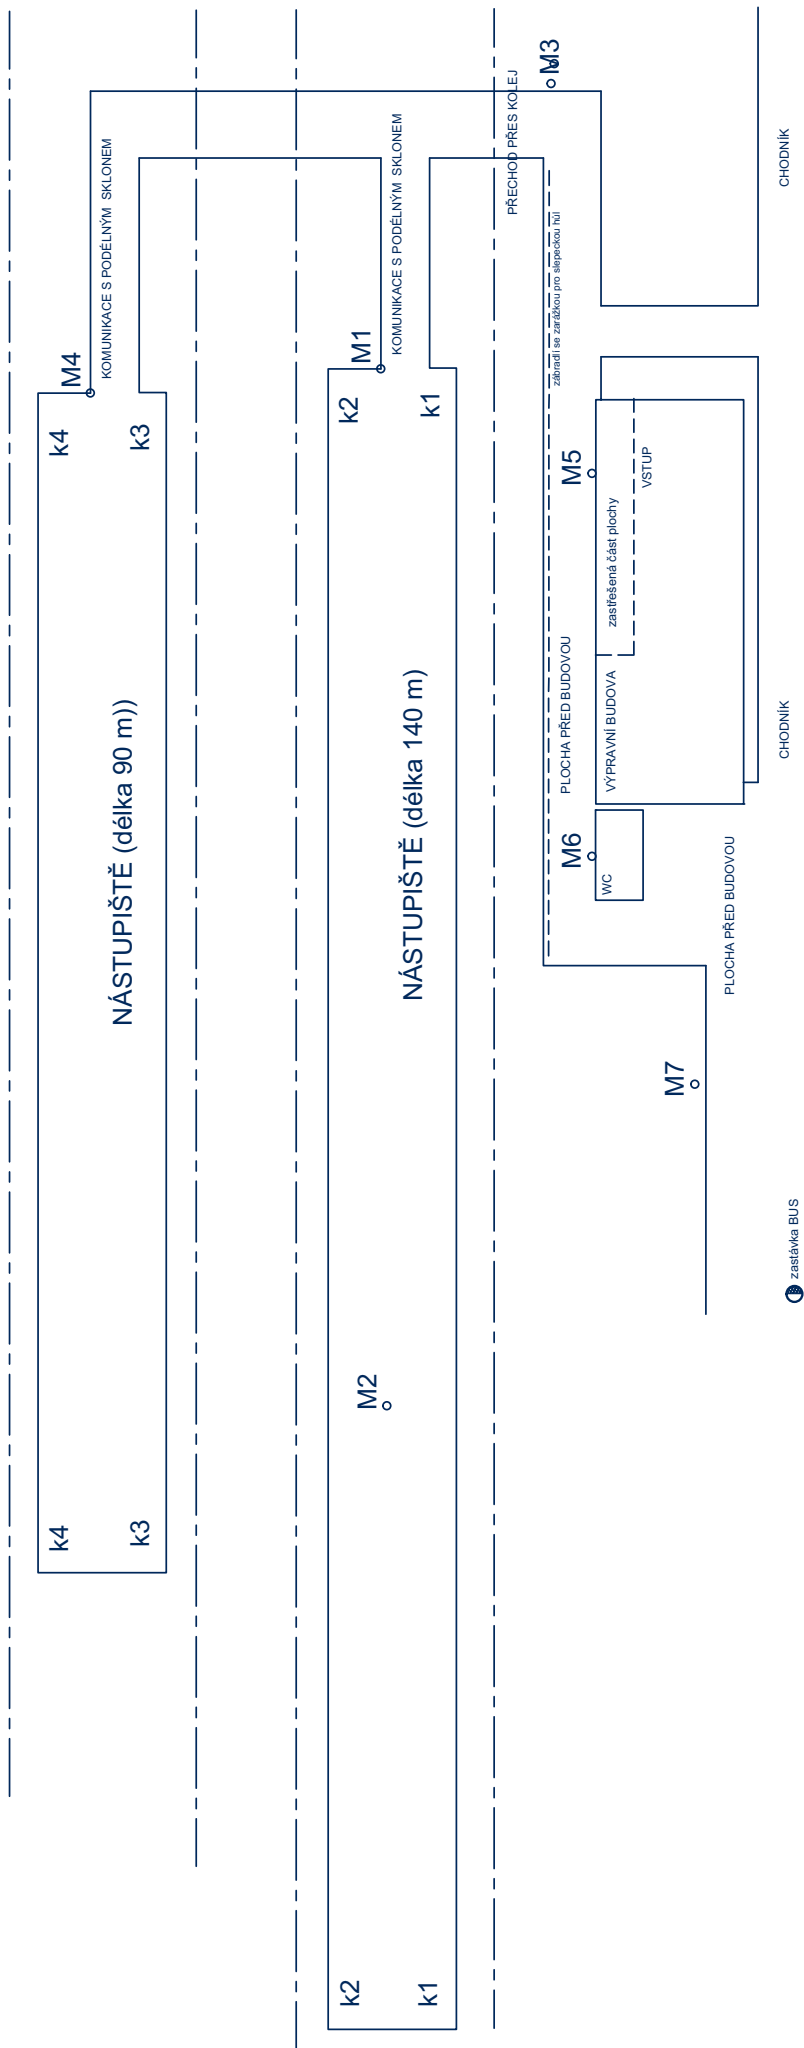 M3
PŘECHOD PŘES KOLEJ
CHODNÍK
KOMUNIKACE S PODÉLNÝM SKLONEM
KOMUNIKACE S PODÉLNÝM SKLONEM
zábradlí se zarážkou pro slepeckou hůl
M4
M1
k4
k3
k2
k1
M5
VSTUP
zastřešená část plochy
NÁSTUPIŠTĚ (délka 90 m))
NÁSTUPIŠTĚ (délka 140 m)
PLOCHA PŘED BUDOVOU
VÝPRAVNÍ BUDOVA
CHODNÍK
M6
WC
PLOCHA PŘED BUDOVOU
M7
zastávka BUS
M2
k4
k3
k2
k1